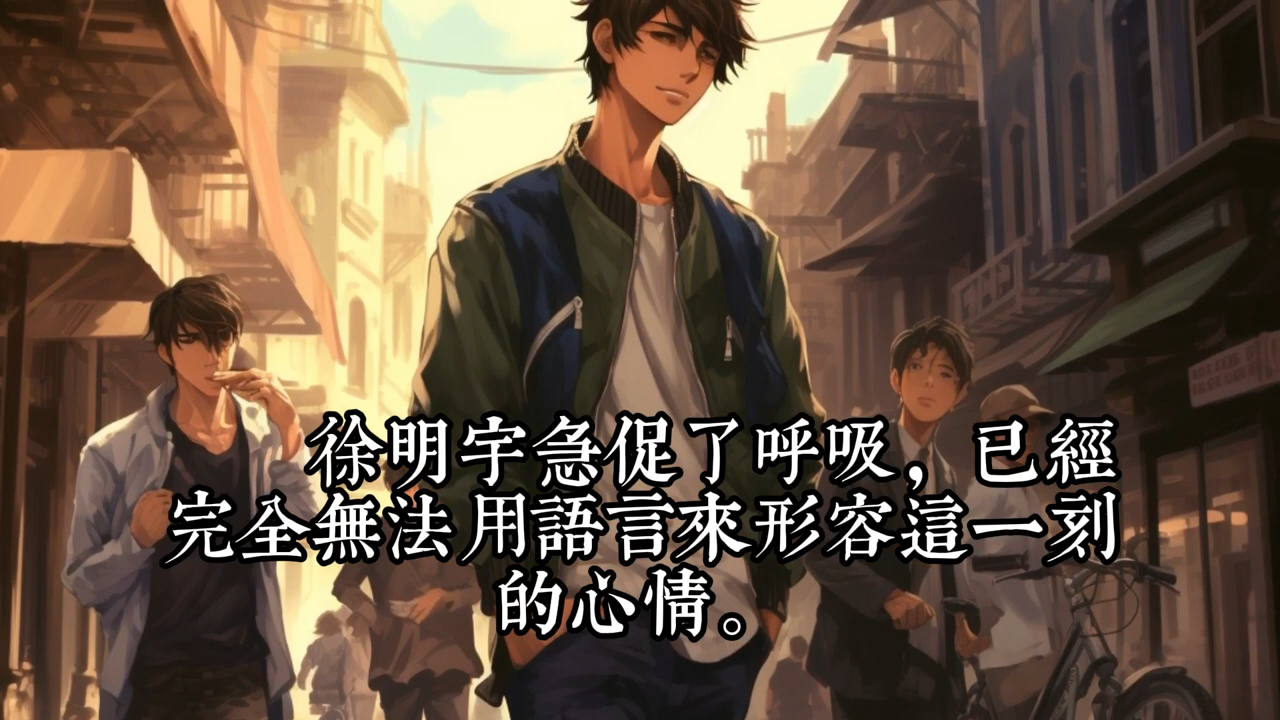 徐明宇急促了呼吸，已經
完全無法用語言來形容這一刻
的心情。